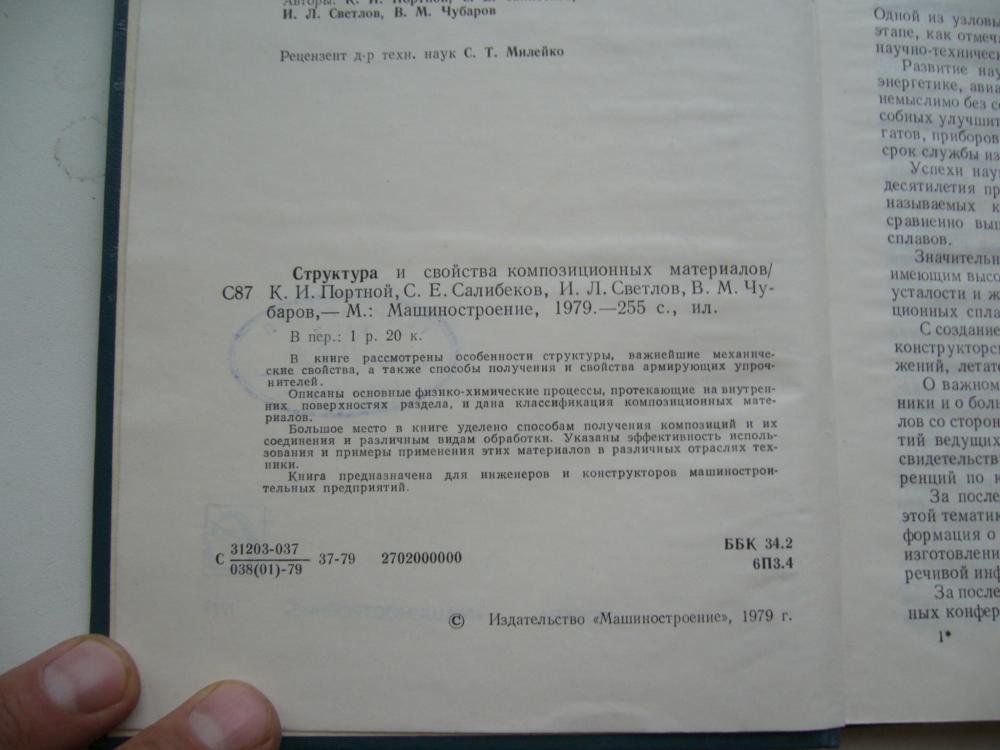 И. Л. Светлов, В. М. Чубаров
Рецензент д-р техн. наук С. Т. Милейко
Структура и свойства композиционных материалов/
С87 К. И. Портной, С. Е. Салибеков, И. Л. Светлов, В. М. Чу-
баров,— М.: Машиностроение, 1979.—255 с., ил.
В пер.: 1 р. 20 к.
В книге рассмотрены особенности структуры, важнейшие механиче-
ские свойства, а также способы получения и свойства армирующих упроч-
нителей.
Описаны основные физико-химические процессы, протекающие на внутрен-
них поверхностях раздела, и дана классификация композиционных мате-
риалов.
Большое место в книге уделено способам получения композиций и их
соединения и различным видам обработки. Указаны эффективность исполь-
зования и примеры применения этих материалов в различных отраслях тех-
ники.
Книга предназначена для инженеров и конструкторов машинострои-
тельных предприятий.
С 31203-037 37-79 2702000000
038(01)-79
ББК 34.2
6П3.4
© Издательство «Машиностроение», 1979 г.
Одной из узловы
этапе, как отмеча
научно-техническ
Развитие нау
энергетике, авиа
немыслимо без со
собных улучшит
гатов, приборов
срок службы из
Успехи нау
десятилетия пр
называемых к
сравнению выш
сплавов.
Значительн
имеющим высо
усталости и ж
ционных спла
С создание
конструкторс
жений, летате
О важном
ники и о боль
лов со сторон
тий ведущих
свидетельств
ренций по к
За после
этой тематик
формация о
изготовлени
речивой инф
За после
ных конфер
1*